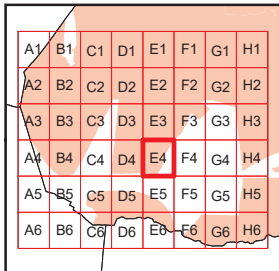 A1 B1 C1 D1 E1 F1 G1 H1
A2 B2 C2 D2 E2 F2 G2 H2
A3 B3 C3 D3 E3 F3 G3 H3
A4 B4 C4 D4 E4 F4 G4 H4
A5 B5 C5 D5 E5 F5 G5 H5
A6 B6 C6 D6 E6 F6 G6 H6